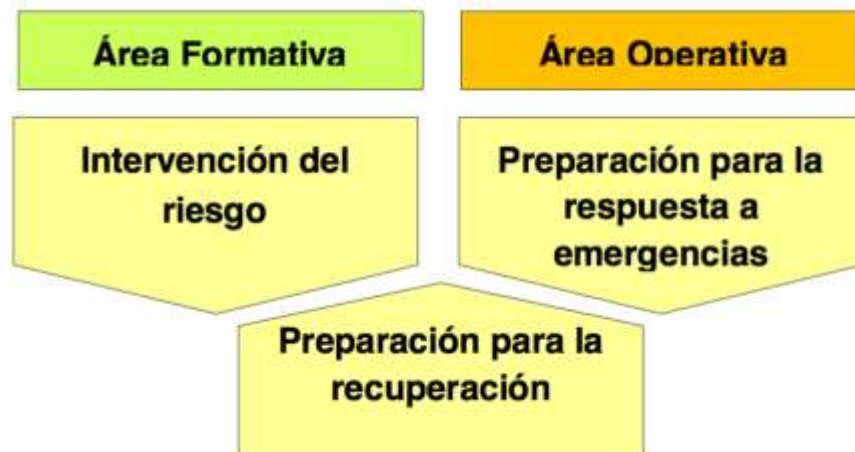 Área Formativa
Área Operativa
Intervención del
riesgo
Preparación para la
respuesta a
emergencias
Preparación para la
recuperación